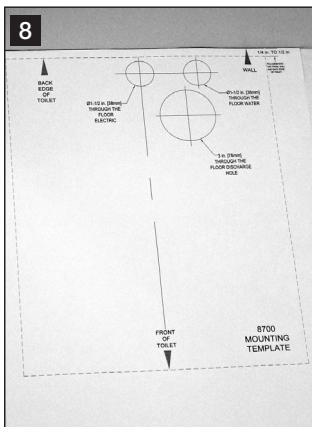 8
1/4 in. TO 1/2 in.
BACK
EDGE
OF
TOILET
WALL
Ø1-1/2 in. [38mm]
THROUGH THE
FLOOR
ELECTRIC
Ø1-1/2 in. [38mm]
THROUGH THE
FLOOR WATER
3 in. [76mm]
THROUGH THE
FLOOR DISCHARGE
HOLE
FRONT
OF
TOILET
8700
MOUNTING
TEMPLATE